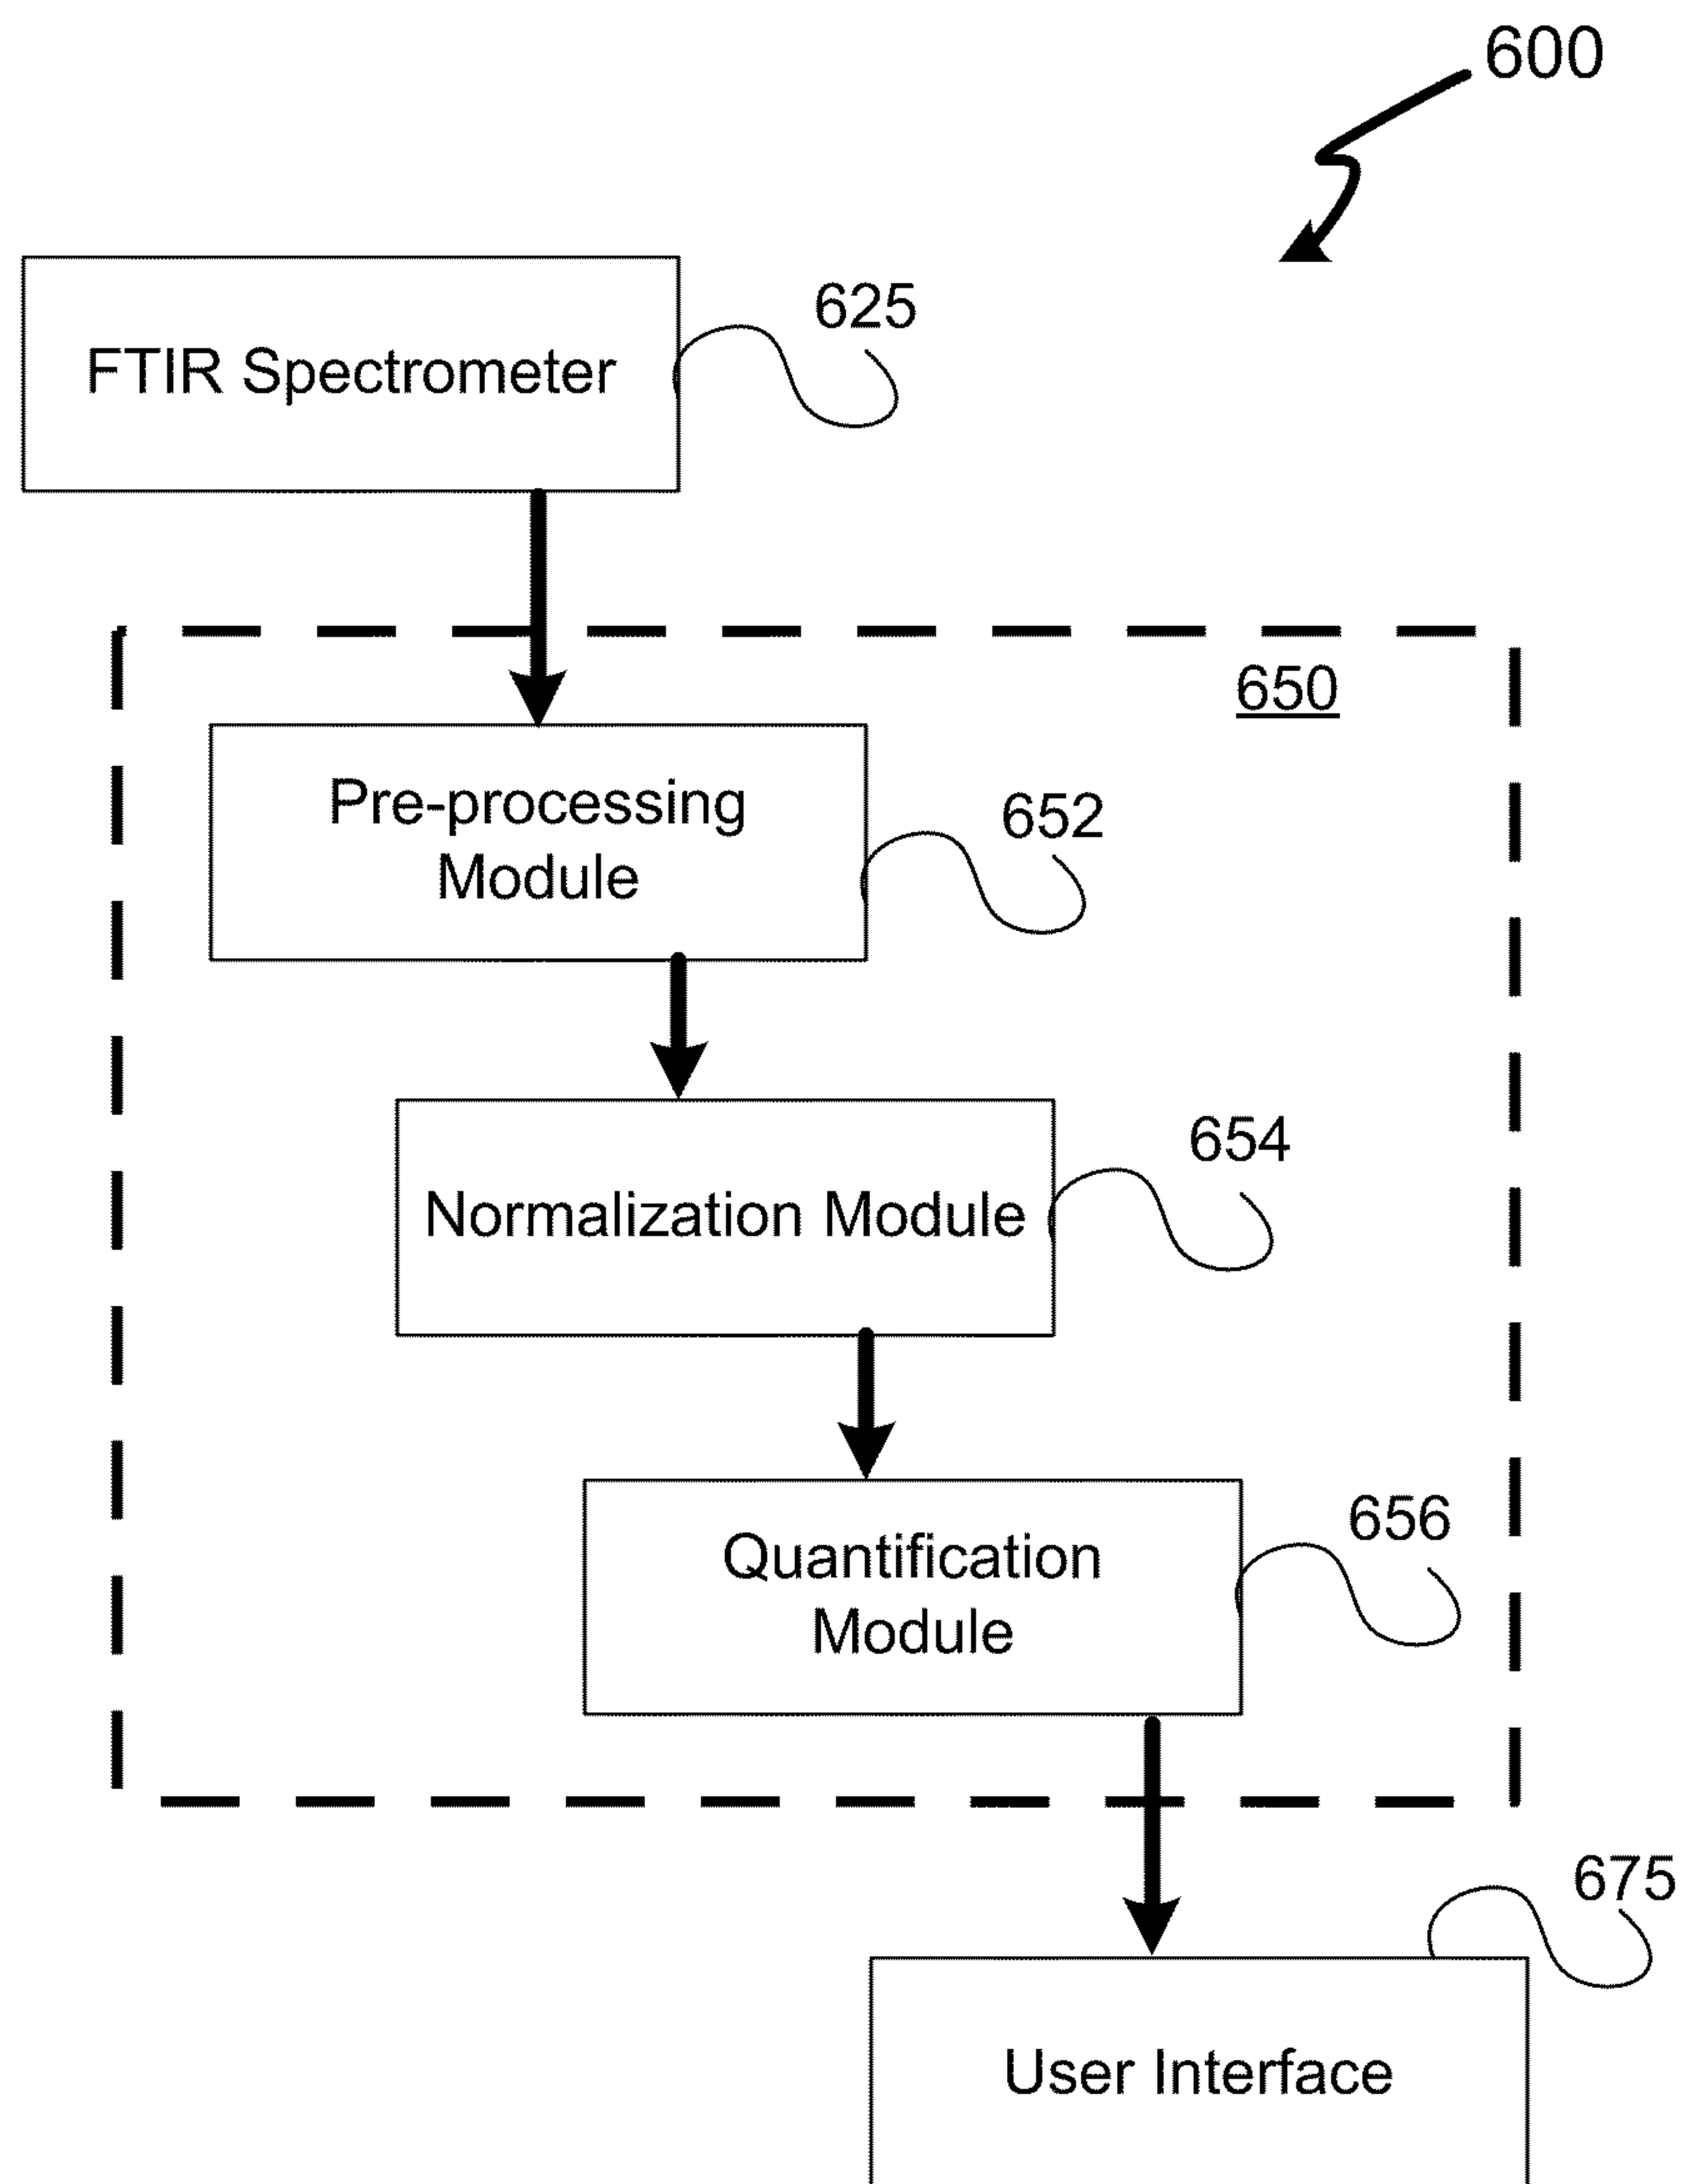 600
625
FTIR Spectrometer
650
Pre-processing
Module
652
654
Normalization Module
656
Quantification
Module
675
User Interface